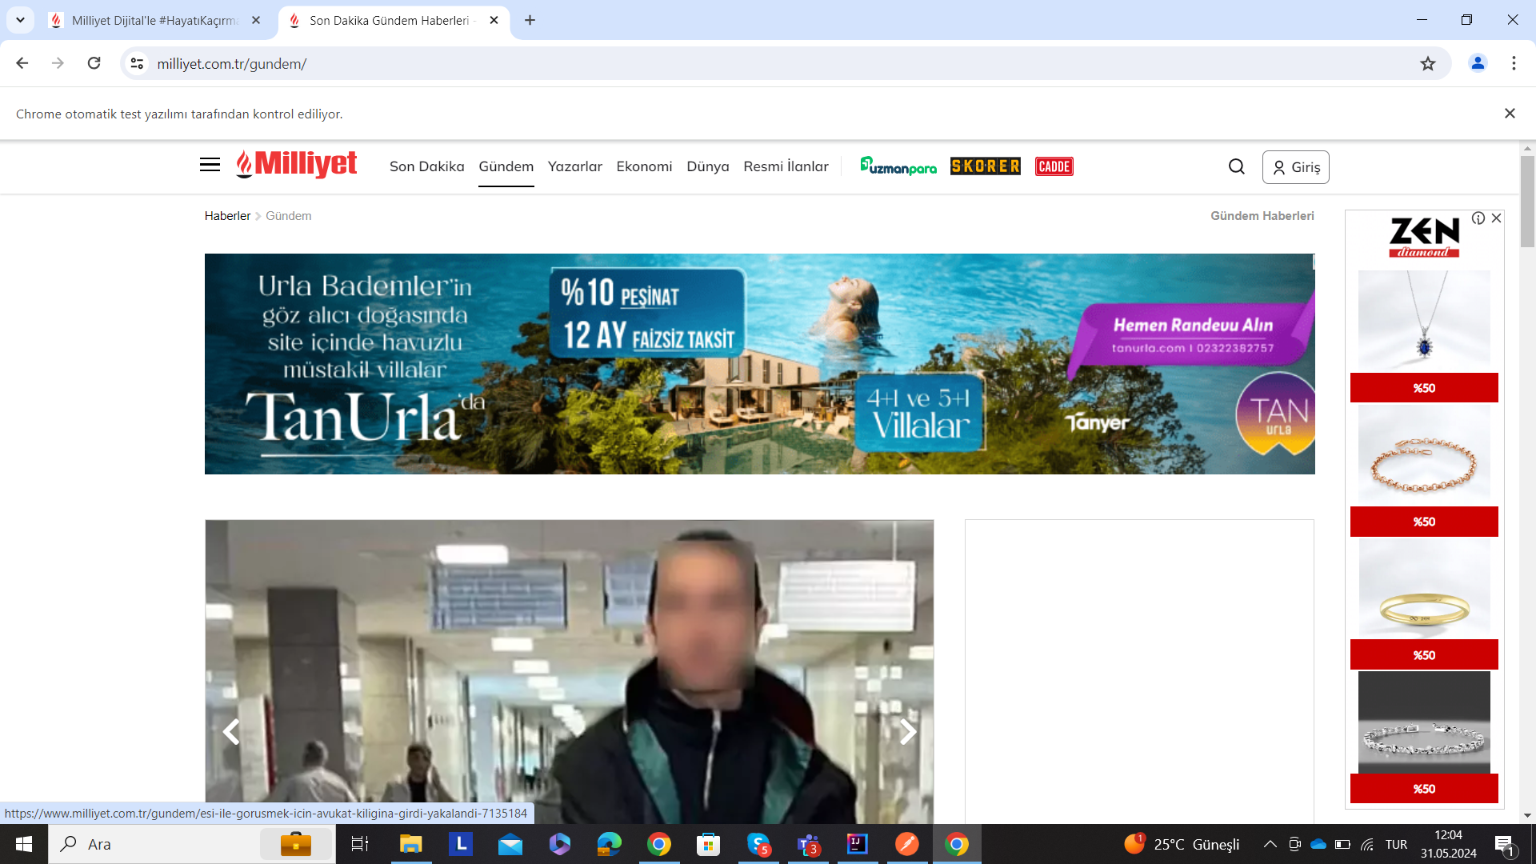 Milliyet Dijital'le #HayatıKaçırma
Son Dakika Gündem Haberleri
milliyet.com.tr/gundem/
Chrome otomatik test yazılımı tarafından kontrol ediliyor.
Milliyet
Son Dakika
Gündem
Yazarlar
Ekonomi
Dünya
Resmi İlanlar
uzmanpara
SKORER
CADDE
Giriş
Haberler
Gündem
Gündem Haberleri
Urla Bademler'in
göz alıcı doğasında
site içinde havuzlu
müstakil villalar
TanUrla'da
%10 PEŞİNAT
12 AY FAİZSİZ TAKSİT
4+1 ve 5+1
Villalar
Hemen Randevu Alın
tanurla.com I 02322382757
Tanyer
TAN
urla
ZEN
diamond
%50
%50
%50
%50
https://www.milliyet.com.tr/gundem/esi-ile-gorusmek-icin-avukat-kiligina-girdi-yakalandi-7135184
Ara
L
5
3
IJ
1
25°C Güneşli
TUR
12:04
31.05.2024
1